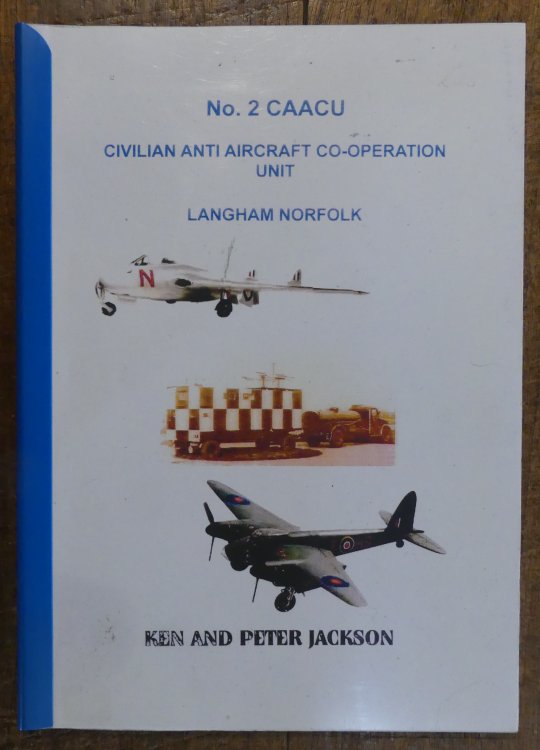 No. 2 CAACU
CIVILIAN ANTI AIRCRAFT CO-OPERATION
UNIT
LANGHAM NORFOLK
N
KEN AND PETER JACKSON